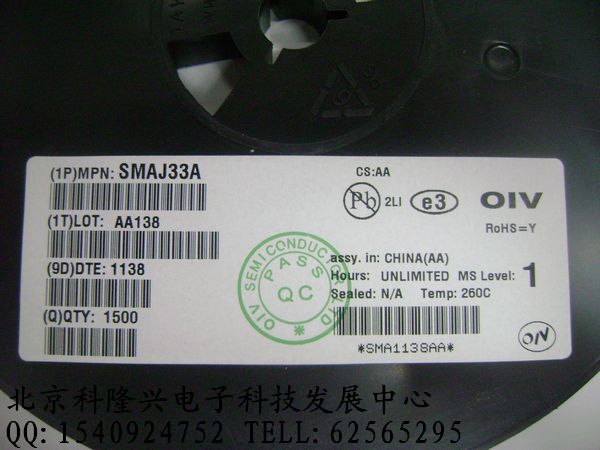 (1P)MPN: SMAJ33A
(1T)LOT: AA138
(9D)DTE: 1138
(Q)QTY: 1500
CS:AA
Pb 2LI e3 OIV
RoHS=Y
assy. in: CHINA(AA)
Hours: UNLIMITED MS Level: 1
Sealed: N/A Temp: 260C
*SMA1138AA*
OIV
PASS
QC
北京科隆兴电子科技发展中心
QQ: 1540924752 TELL: 62565295